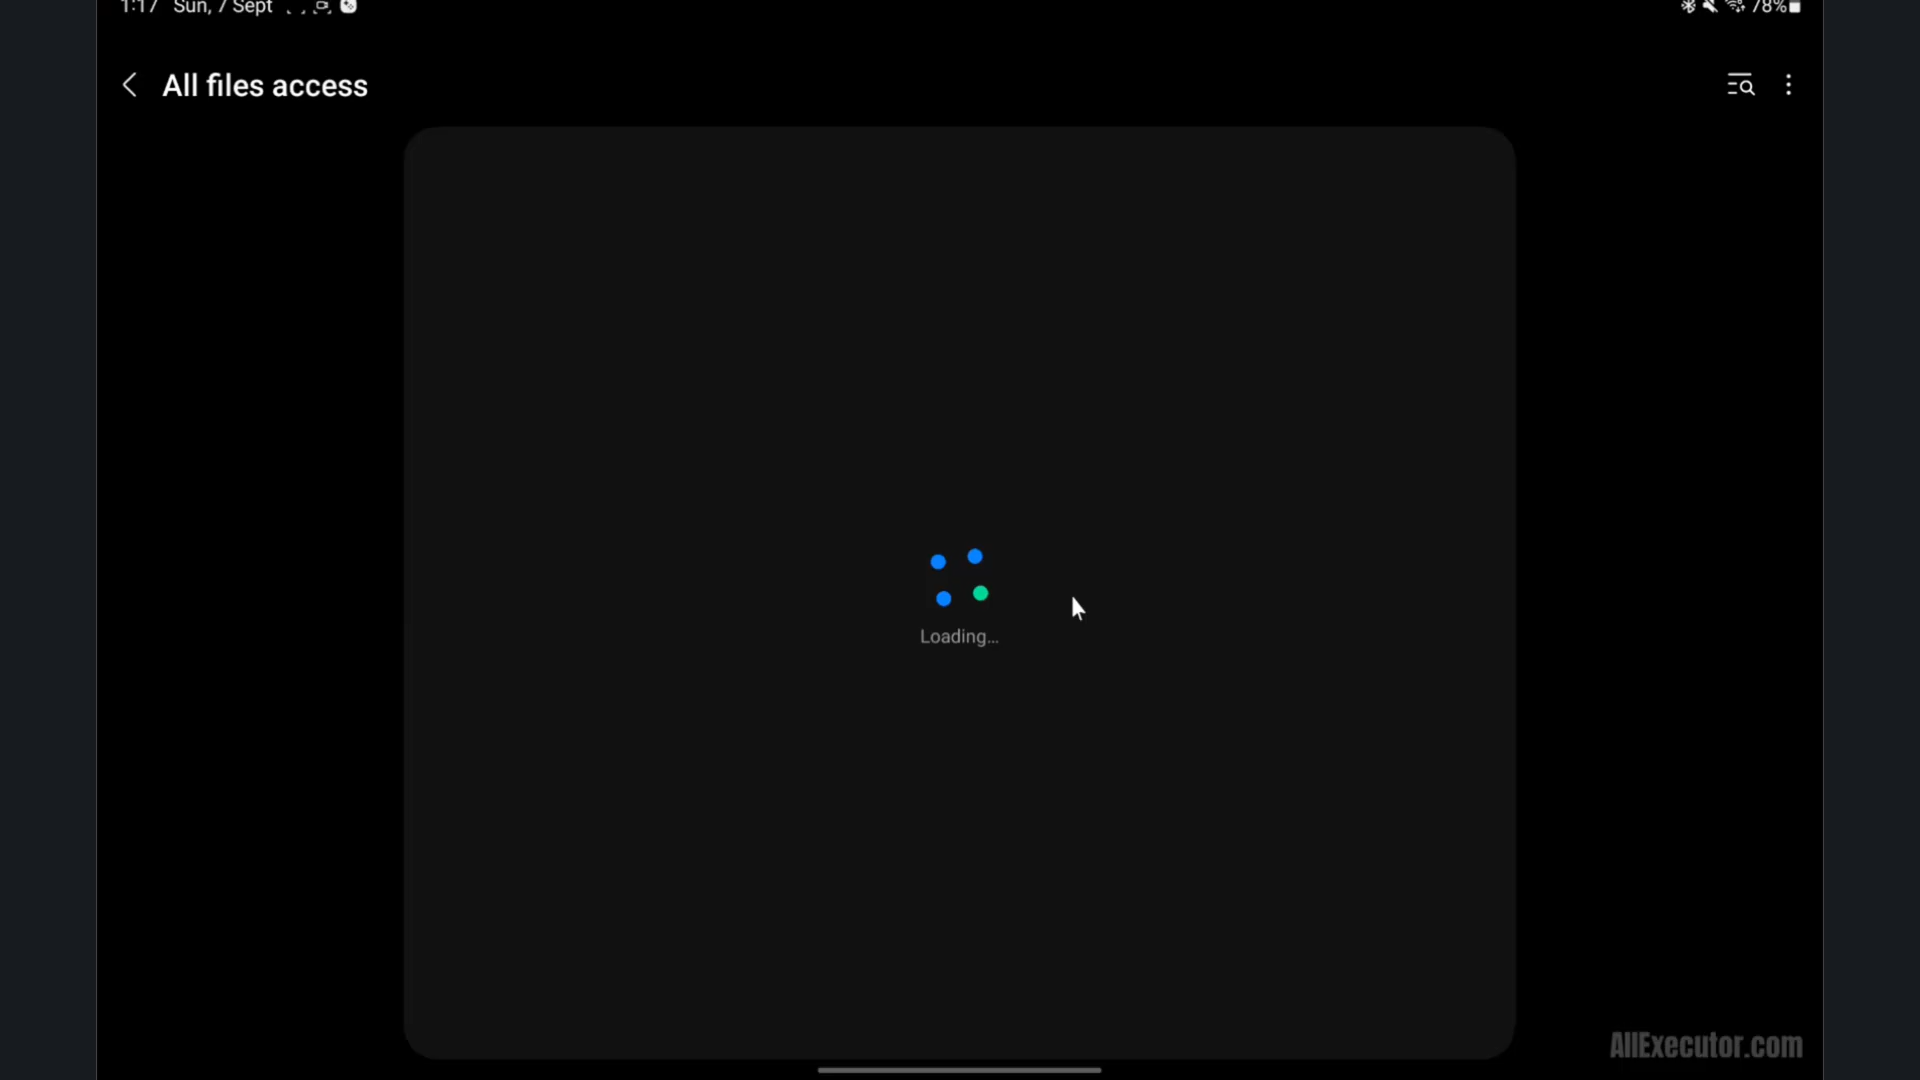 1:17 Sun, 7 Sept 78%
All files access
Loading...
AllExecutor.com